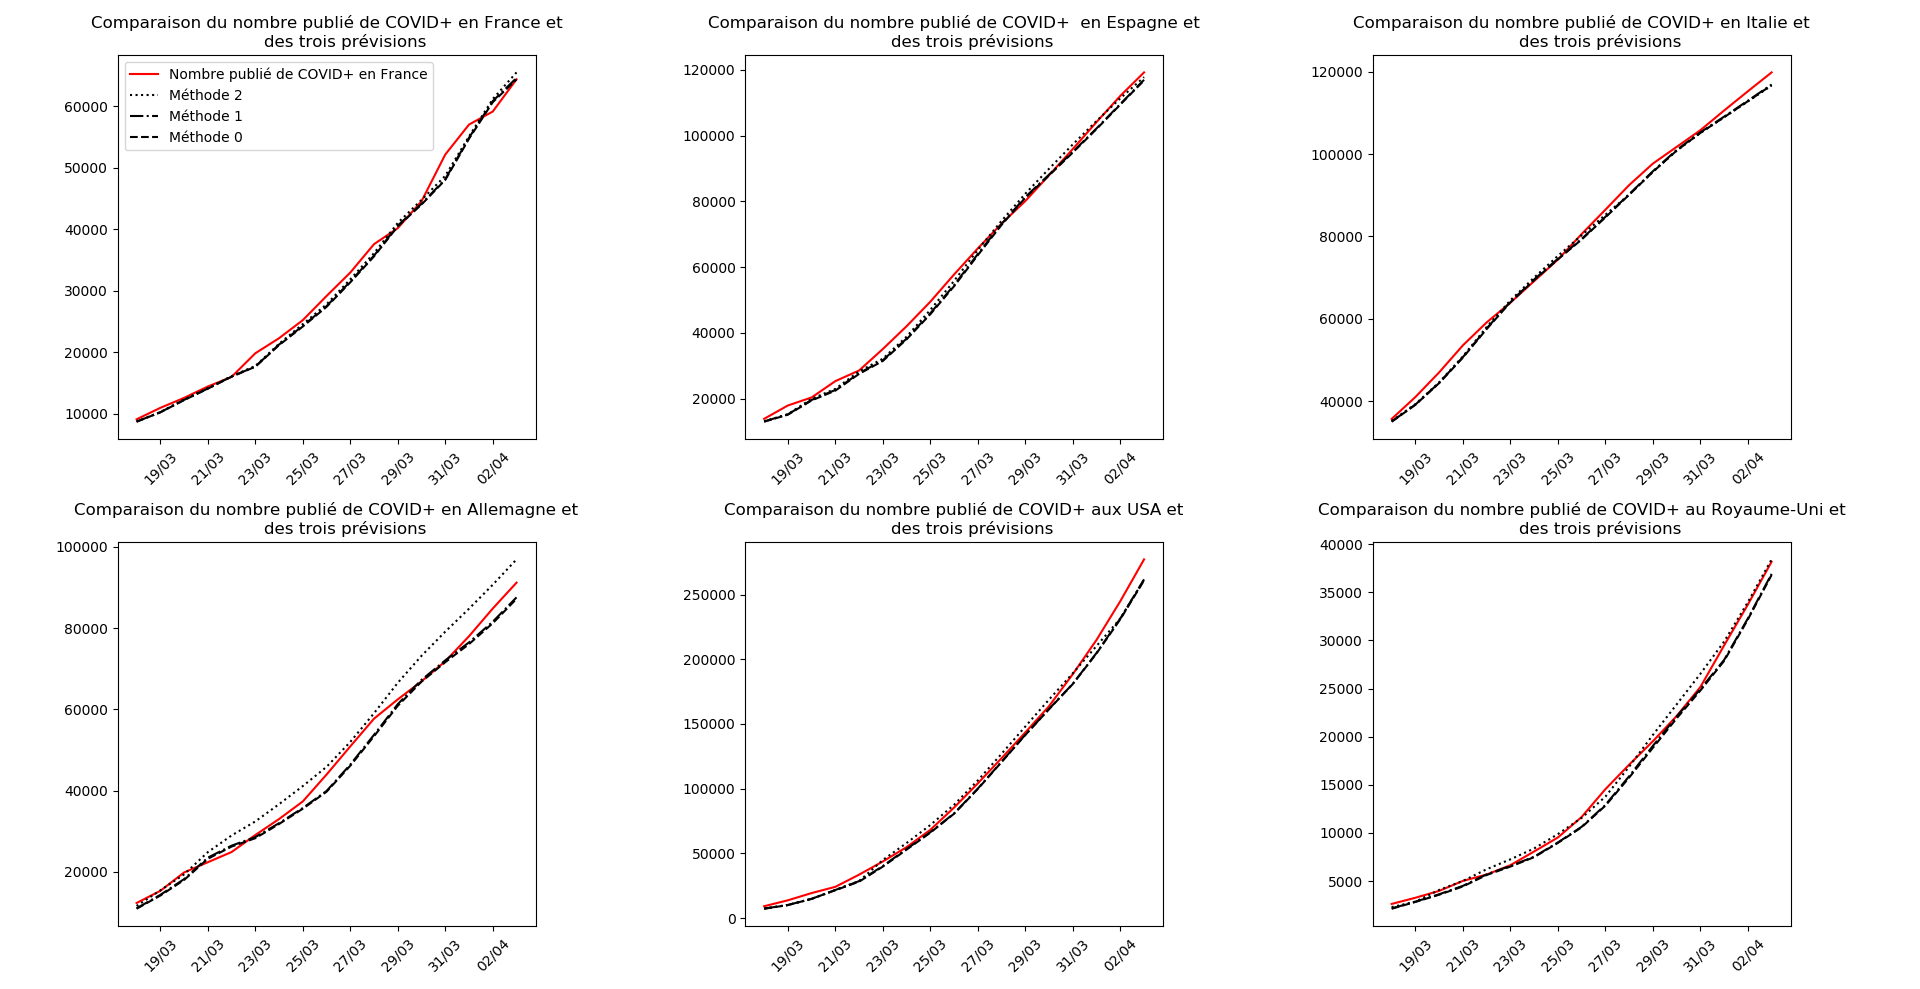 Comparaison du nombre publié de COVID+ en France et
des trois prévisions
Nombre publié de COVID+ en France
Méthode 2
Méthode 1
Méthode 0
60000
50000
40000
30000
20000
10000
19/03 21/03 23/03 25/03 27/03 29/03 31/03 02/04
Comparaison du nombre publié de COVID+  en Espagne et
des trois prévisions
120000
100000
80000
60000
40000
20000
19/03 21/03 23/03 25/03 27/03 29/03 31/03 02/04
Comparaison du nombre publié de COVID+ en Italie et
des trois prévisions
120000
100000
80000
60000
40000
19/03 21/03 23/03 25/03 27/03 29/03 31/03 02/04
Comparaison du nombre publié de COVID+ en Allemagne et
des trois prévisions
100000
80000
60000
40000
20000
19/03 21/03 23/03 25/03 27/03 29/03 31/03 02/04
Comparaison du nombre publié de COVID+ aux USA et
des trois prévisions
250000
200000
150000
100000
50000
0
19/03 21/03 23/03 25/03 27/03 29/03 31/03 02/04
Comparaison du nombre publié de COVID+ au Royaume-Uni et
des trois prévisions
40000
35000
30000
25000
20000
15000
10000
5000
19/03 21/03 23/03 25/03 27/03 29/03 31/03 02/04